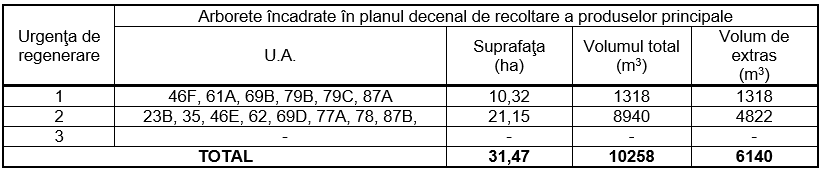 Urgenţa de regenerare
Arborete încadrate în planul decenal de recoltare a produselor principale
U.A.
Suprafaţa (ha)
Volumul total (m³)
Volum de extras (m³)
1 46F, 61A, 69B, 79B, 79C, 87A 10,32 1318 1318
2 23B, 35, 46E, 62, 69D, 77A, 78, 87B, 21,15 8940 4822
3 - - - -
TOTAL 31,47 10258 6140